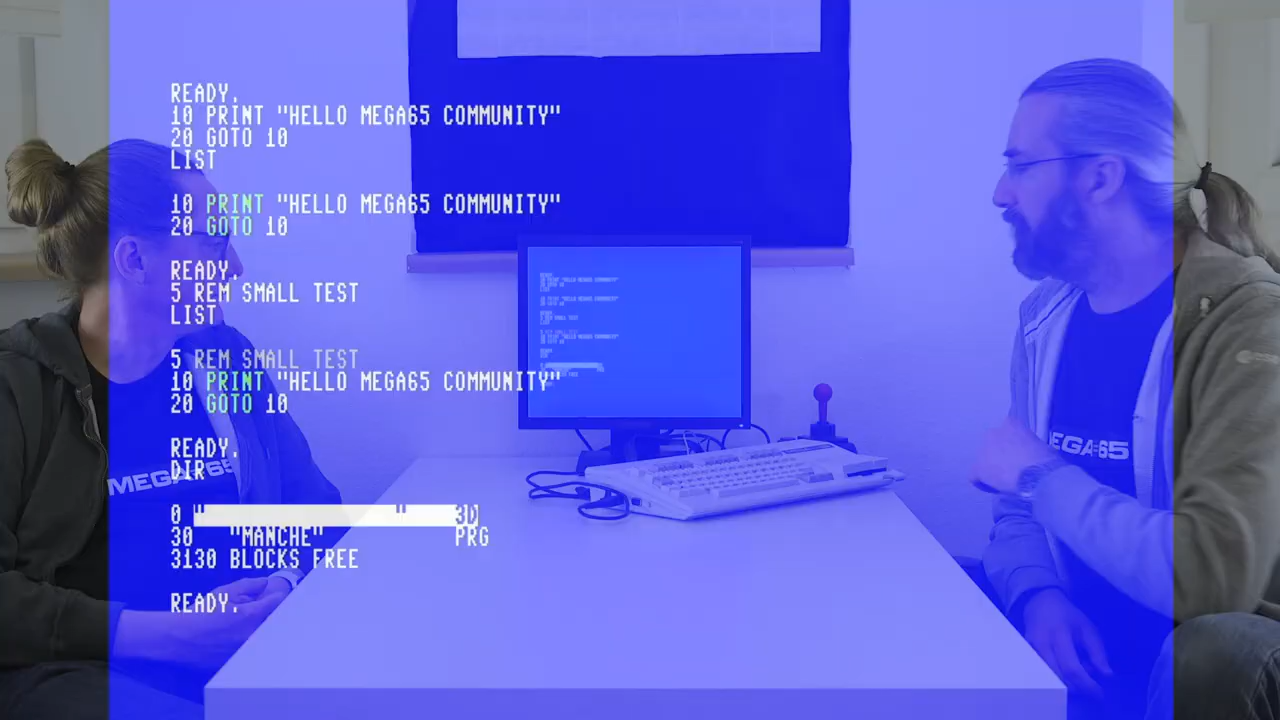 READY.
10 PRINT "HELLO MEGA65 COMMUNITY"
20 GOTO 10
LIST
10 PRINT "HELLO MEGA65 COMMUNITY"
20 GOTO 10
READY.
5 REM SMALL TEST
LIST
5 REM SMALL TEST
10 PRINT "HELLO MEGA65 COMMUNITY"
20 GOTO 10
READY.
DIR
0 "                " 3D
30 "MANCHE" PRG
3130 BLOCKS FREE
READY.
MEGA65
MEGA65